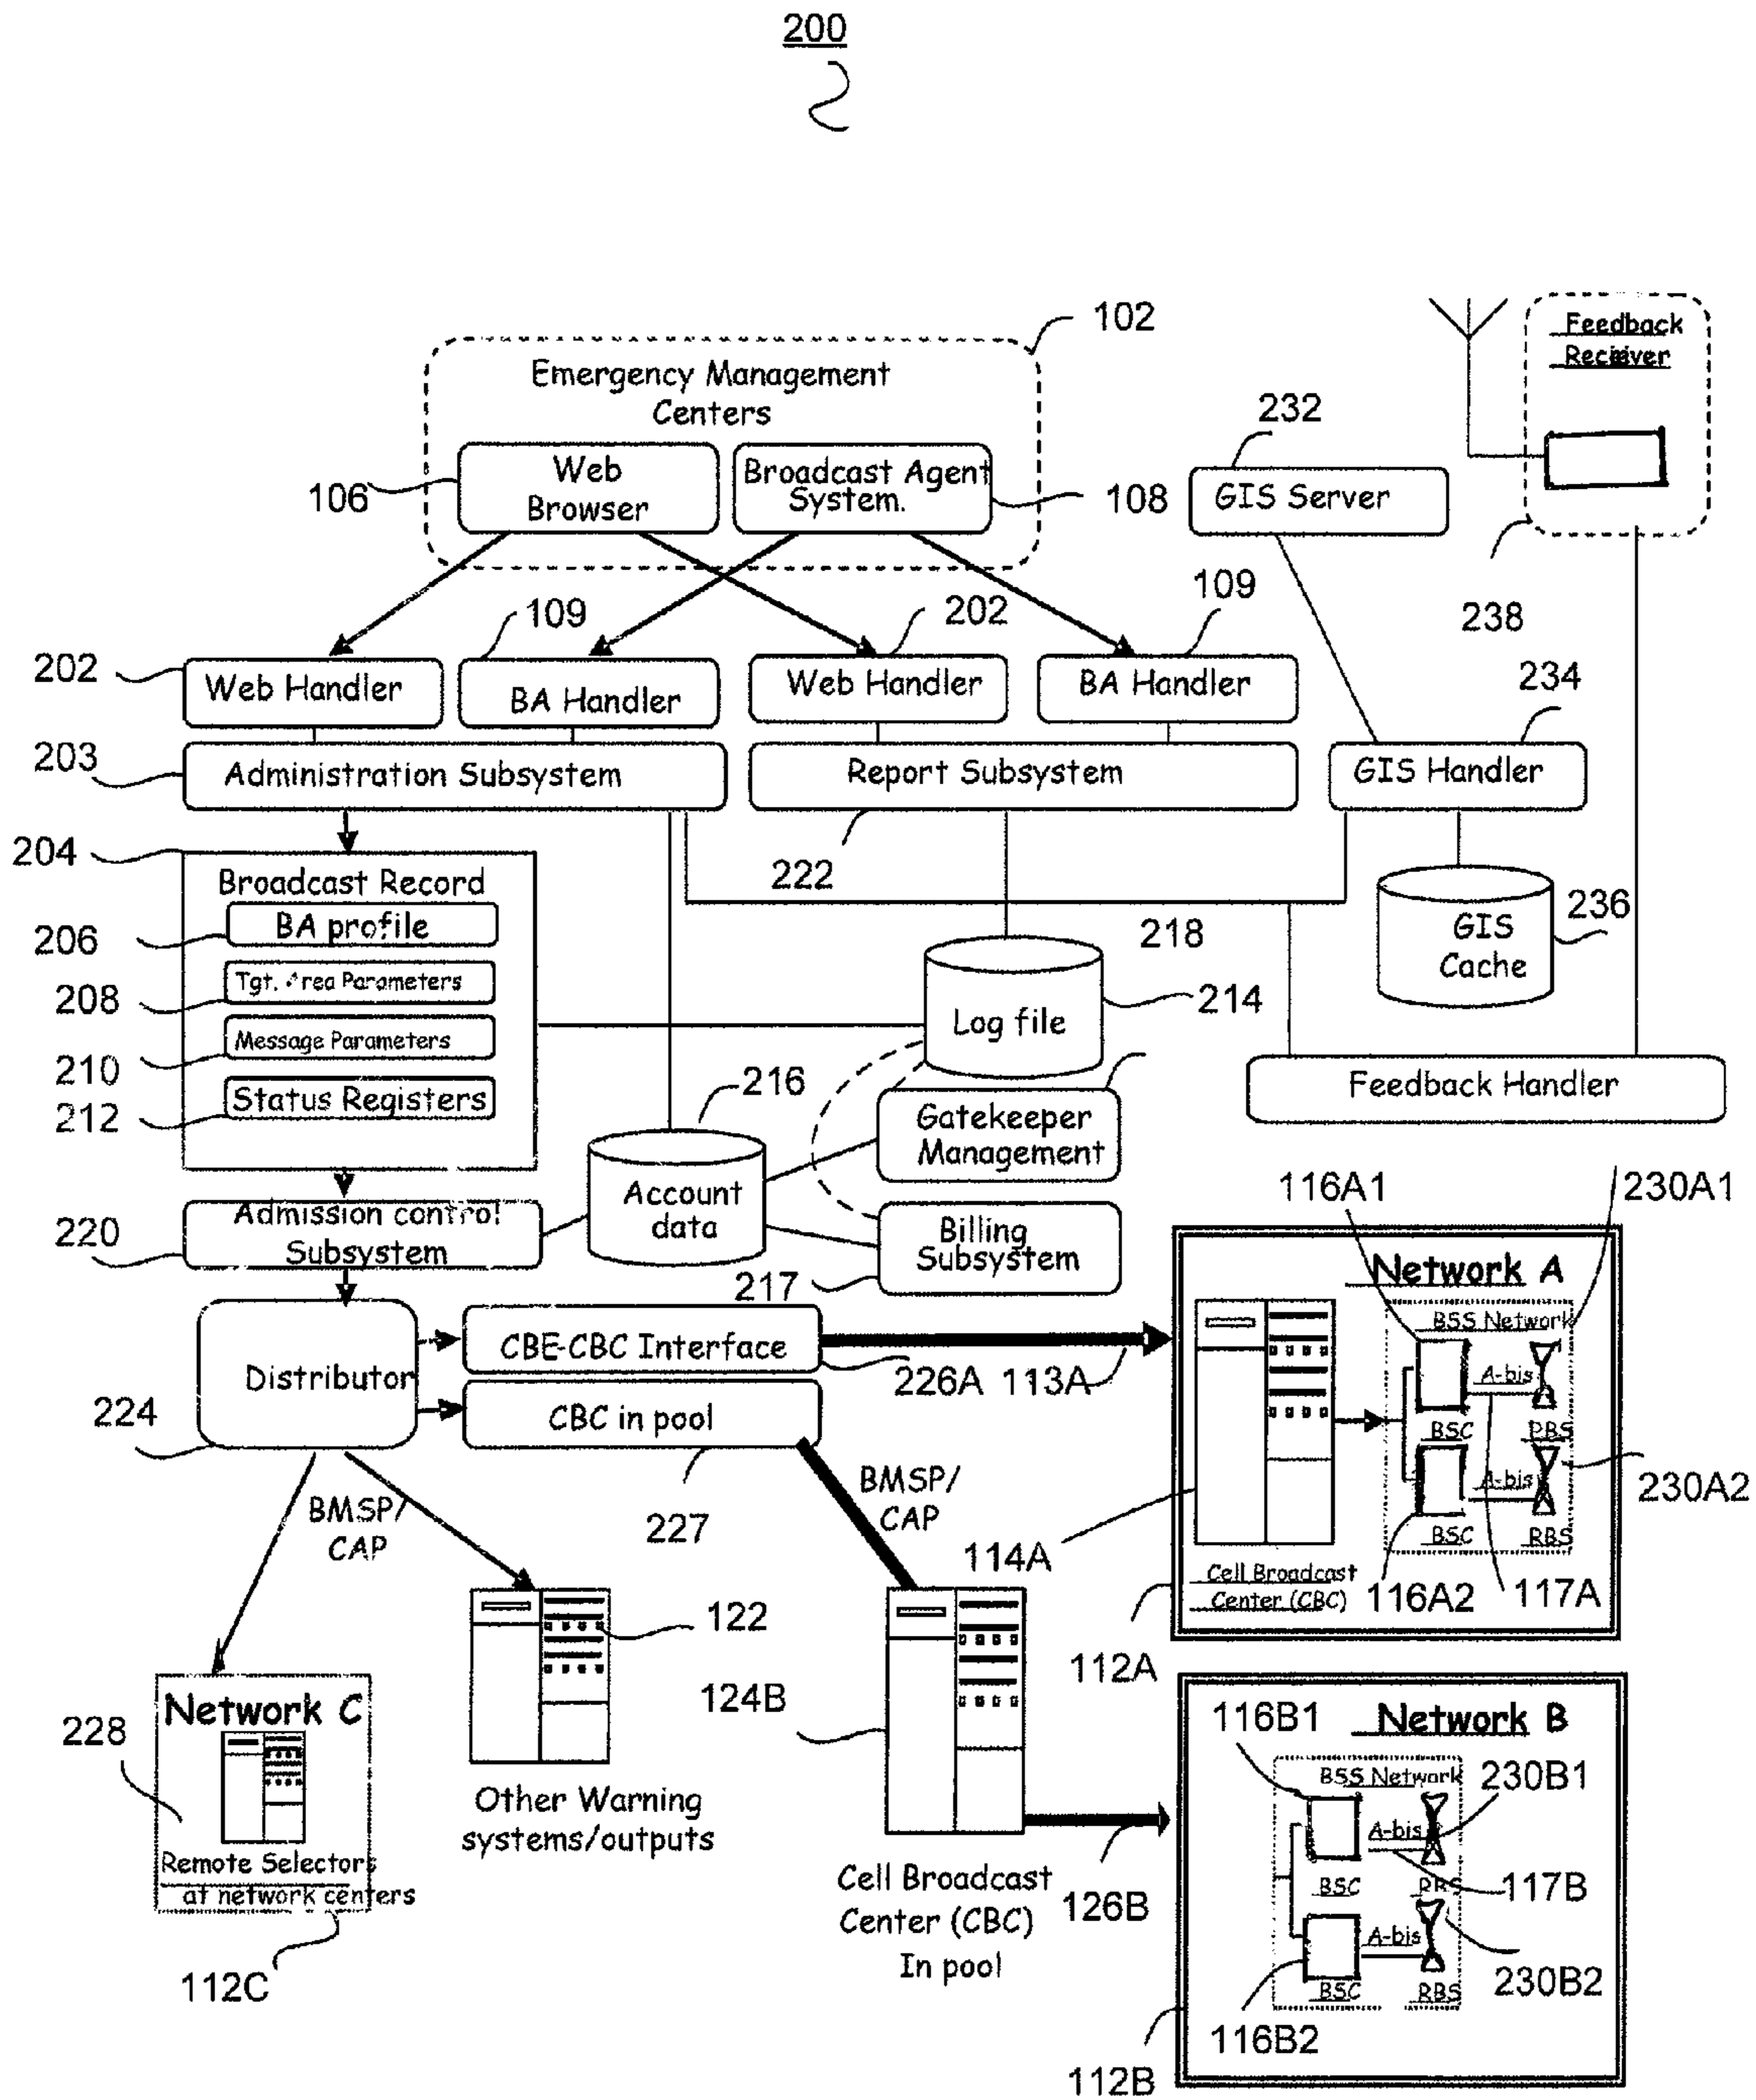 200
102
Emergency Management
Centers
Web
Browser
106
Broadcast Agent
System.
108
232
GIS Server
Feedback
Receiver
238
109
202
109
202
Web Handler
BA Handler
Web Handler
BA Handler
234
203
Administration Subsystem
Report Subsystem
GIS Handler
204
222
Broadcast Record
206
BA profile
218
GIS
Cache
236
208
Tgt. Area Parameters
214
Log file
210
Message Parameters
212
Status Registers
216
Gatekeeper
Management
Feedback Handler
Account
data
220
Admission control
Subsystem
Billing
Subsystem
217
116A1
230A1
Network A
BSS Network
CBE-CBC Interface
226A
113A
Distributor
224
CBC in pool
227
A-bis
BSC
RBS
A-bis
BSC
RBS
230A2
BMSP/
CAP
BMSP/
CAP
114A
Cell Broadcast
Center (CBC)
116A2
117A
112A
122
124B
Network C
228
Remote Selectors
at network centers
112C
Other Warning
systems/outputs
Cell Broadcast
Center (CBC)
In pool
126B
116B1
Network B
BSS Network
230B1
A-bis
BSC
RBS
117B
A-bis
BSC
RBS
230B2
116B2
112B